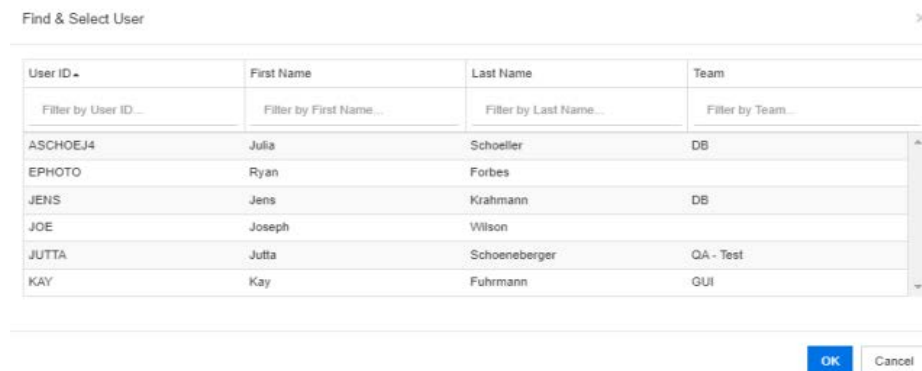 Find & Select User
User ID First Name Last Name Team
Filter by User ID... Filter by First Name... Filter by Last Name... Filter by Team...
ASCHOEJ4 Julia Schoeller DB
EPHOTO Ryan Forbes
JENS Jens Krahmann DB
JOE Joseph Wilson
JUTTA Jutta Schoeneberger QA - Test
KAY Kay Fuhrmann GUI
OK Cancel